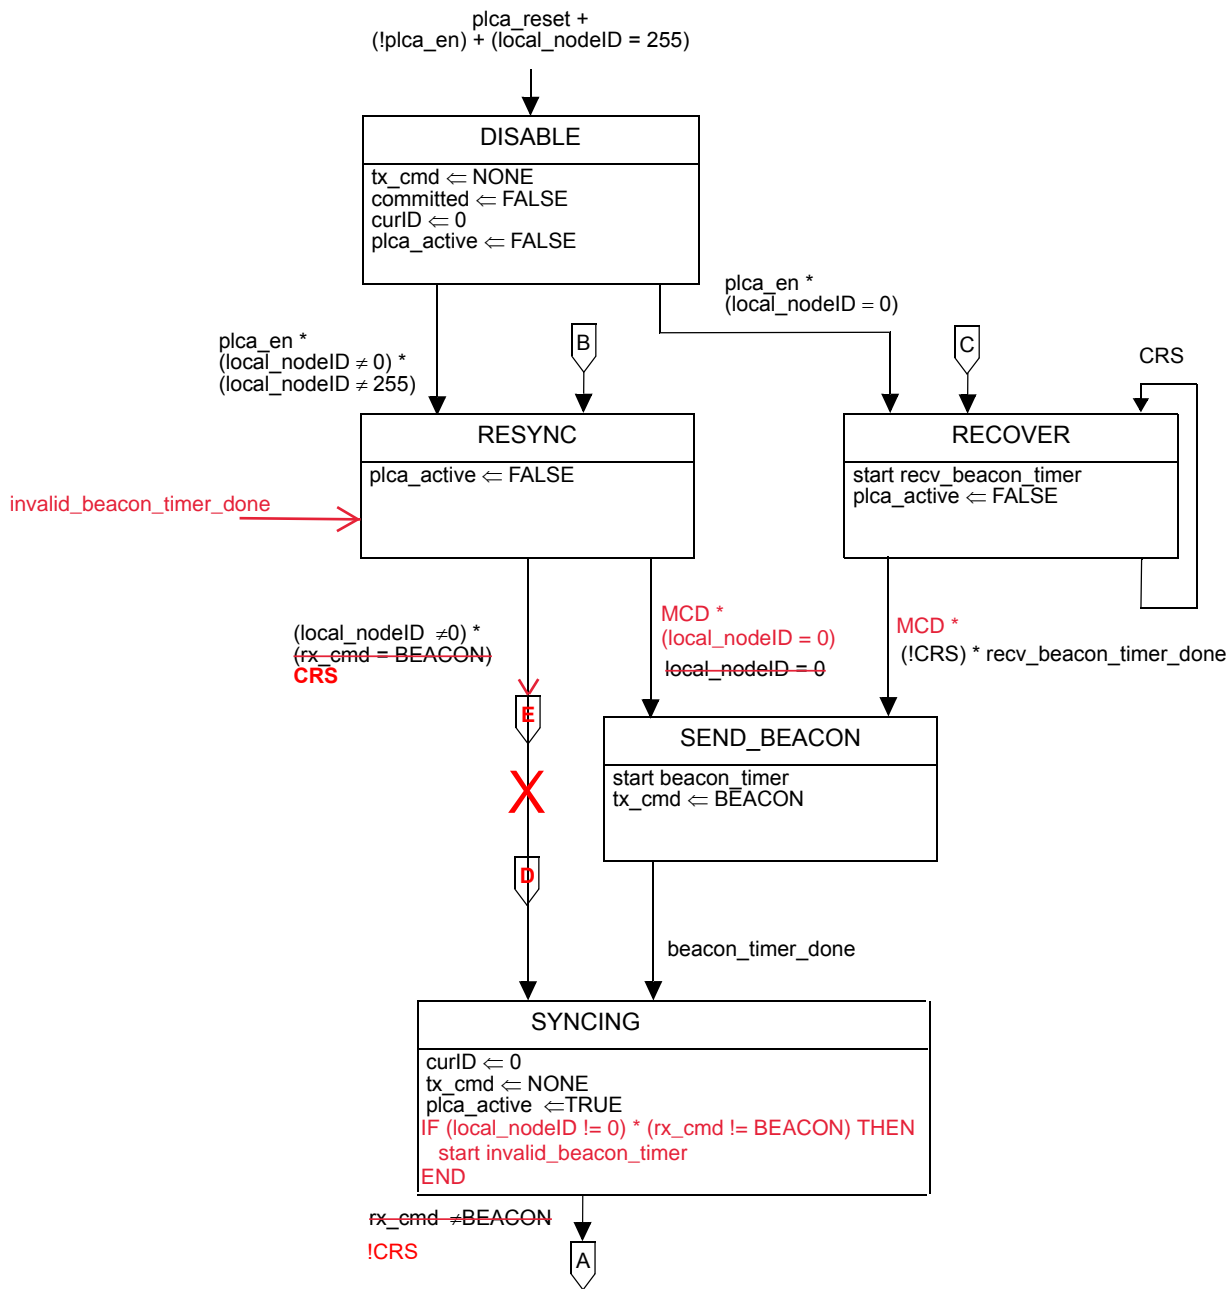 plca_reset +
(!plca_en) + (local_nodeID = 255)
DISABLE
tx_cmd ⇐ NONE
committed ⇐ FALSE
curID ⇐ 0
plca_active ⇐ FALSE
plca_en *
(local_nodeID = 0)
plca_en *
(local_nodeID ≠ 0) *
(local_nodeID ≠ 255)
B
C
CRS
RESYNC
plca_active ⇐ FALSE
RECOVER
start recv_beacon_timer
plca_active ⇐ FALSE
invalid_beacon_timer_done
(local_nodeID ≠0) *
(rx_cmd = BEACON)
CRS
MCD *
(local_nodeID = 0)
local_nodeID = 0
MCD *
(!CRS) * recv_beacon_timer_done
E
SEND_BEACON
start beacon_timer
tx_cmd ⇐ BEACON
X
D
beacon_timer_done
SYNCING
curID ⇐ 0
tx_cmd ⇐ NONE
plca_active ⇐TRUE
IF (local_nodeID != 0) * (rx_cmd != BEACON) THEN
start invalid_beacon_timer
END
rx_cmd ≠BEACON
!CRS
A